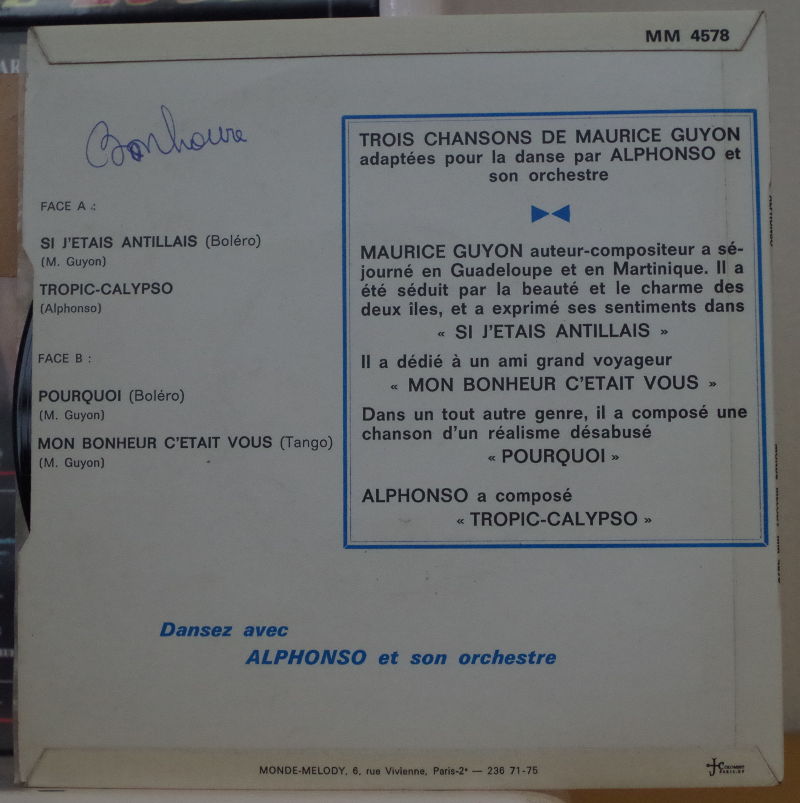 MM 4578
Bonheure
FACE A :
SI J'ETAIS ANTILLAIS (Boléro)
(M. Guyon)
TROPIC-CALYPSO
(Alphonso)
FACE B :
POURQUOI (Boléro)
(M. Guyon)
MON BONHEUR C'ETAIT VOUS (Tango)
(M. Guyon)
TROIS CHANSONS DE MAURICE GUYON
adaptées pour la danse par ALPHONSO et
son orchestre
MAURICE GUYON auteur-compositeur a sé-
journé en Guadeloupe et en Martinique. Il a
été séduit par la beauté et le charme des
deux îles, et a exprimé ses sentiments dans
« SI J'ETAIS ANTILLAIS »
Il a dédié à un ami grand voyageur
« MON BONHEUR C'ETAIT VOUS »
Dans un tout autre genre, il a composé une
chanson d'un réalisme désabusé
« POURQUOI »
ALPHONSO a composé
« TROPIC-CALYPSO »
Dansez avec
ALPHONSO et son orchestre
MONDE-MELODY, 6, rue Vivienne, Paris-2e — 236 71-75